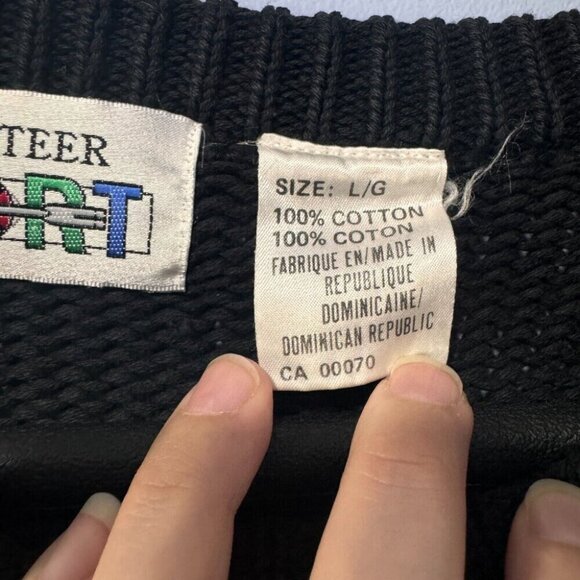 TEER
ORT
SIZE: L/G
100% COTTON
100% COTON
FABRIQUE EN/MADE IN
REPUBLIQUE
DOMINICAINE/
DOMINICAN REPUBLIC
CA 00070